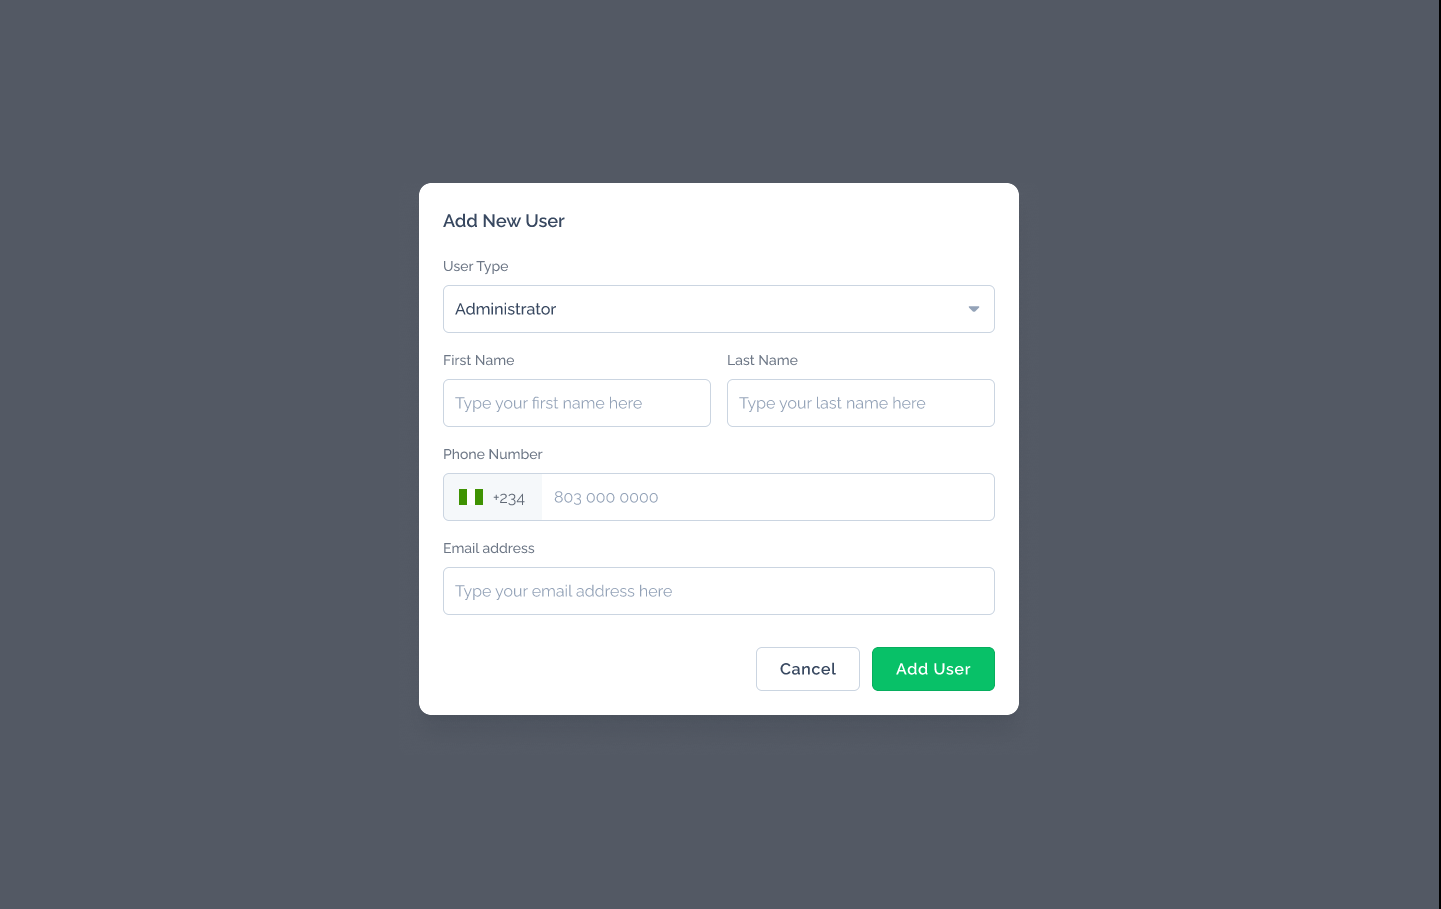 Add New User
User Type
Administrator
First Name Last Name
Type your first name here Type your last name here
Phone Number
+234 803 000 0000
Email address
Type your email address here
Cancel Add User